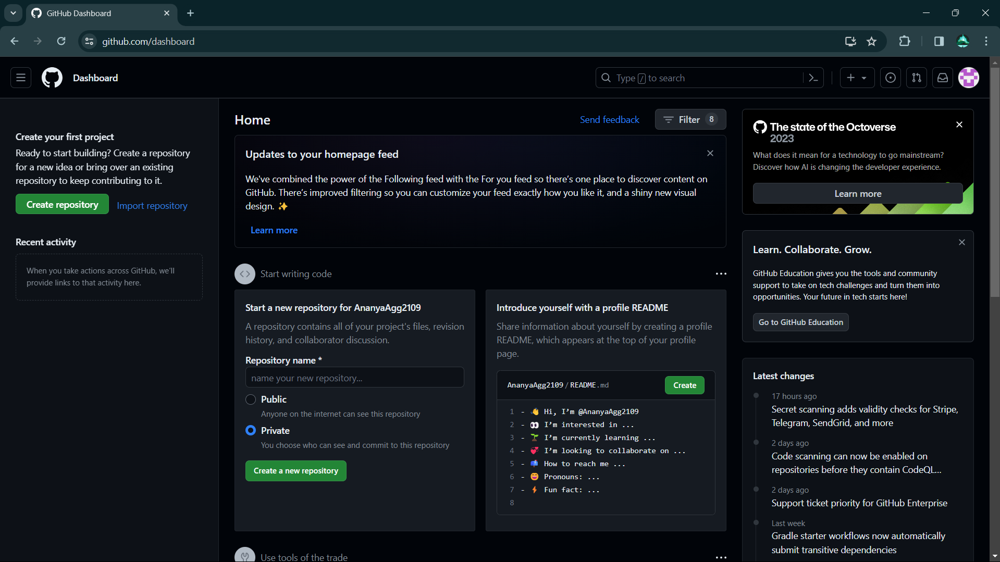 GitHub Dashboard
github.com/dashboard
Dashboard
Type / to search
Create your first project
Ready to start building? Create a repository
for a new idea or bring over an existing
repository to keep contributing to it.
Create repository
Import repository
Recent activity
When you take actions across GitHub, we'll
provide links to that activity here.
Home
Send feedback
Filter 8
Updates to your homepage feed
We've combined the power of the Following feed with the For you feed so there's one place to discover content on
GitHub. There's improved filtering so you can customize your feed exactly how you like it, and a shiny new visual
design. ✨
Learn more
Start writing code
Start a new repository for AnanyaAgg2109
A repository contains all of your project's files, revision
history, and collaborator discussion.
Repository name *
name your new repository...
Public
Anyone on the internet can see this repository
Private
You choose who can see and commit to this repository
Create a new repository
Introduce yourself with a profile README
Share information about yourself by creating a profile
README, which appears at the top of your profile
page.
AnanyaAgg2109 / README.md
Create
1 - 👋 Hi, I'm @AnanyaAgg2109
2 - 👀 I'm interested in ...
3 - 🌱 I'm currently learning ...
4 - 💞️ I'm looking to collaborate on ...
5 - 📫 How to reach me ...
6 - 😄 Pronouns: ...
7 - ⚡ Fun fact: ...
8
Use tools of the trade
The state of the Octoverse
2023
What does it mean for a technology to go mainstream?
Discover how AI is changing the developer experience.
Learn more
Learn. Collaborate. Grow.
GitHub Education gives you the tools and community
support to take on tech challenges and turn them into
opportunities. Your future in tech starts here!
Go to GitHub Education
Latest changes
17 hours ago
Secret scanning adds validity checks for Stripe,
Telegram, SendGrid, and more
2 days ago
Code scanning can now be enabled on
repositories before they contain CodeQL...
2 days ago
Support ticket priority for GitHub Enterprise
Last week
Gradle starter workflows now automatically
submit transitive dependencies